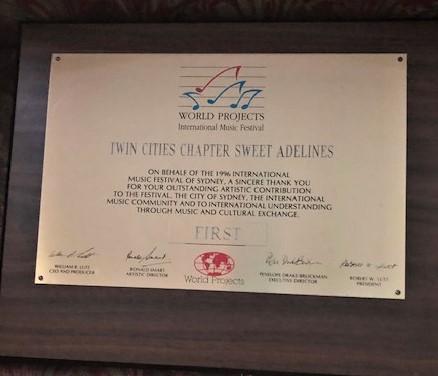 WORLD PROJECTS
International Music Festival
TWIN CITIES CHAPTER SWEET ADELINES
ON BEHALF OF THE 1996 INTERNATIONAL
MUSIC FESTIVAL OF SYDNEY, A SINCERE THANK YOU
FOR YOUR OUTSTANDING ARTISTIC CONTRIBUTION
TO THE FESTIVAL, THE CITY OF SYDNEY, THE INTERNATIONAL
MUSIC COMMUNITY AND TO INTERNATIONAL UNDERSTANDING
THROUGH MUSIC AND CULTURAL EXCHANGE.
FIRST
WILLIAM R. LUTZ
CEO AND PRODUCER
RONALD SMART
ARTISTIC DIRECTOR
World Projects
PENELOPE DRAKE-BRUCKMAN
EXECUTIVE DIRECTOR
ROBERT W. LUTZ
PRESIDENT